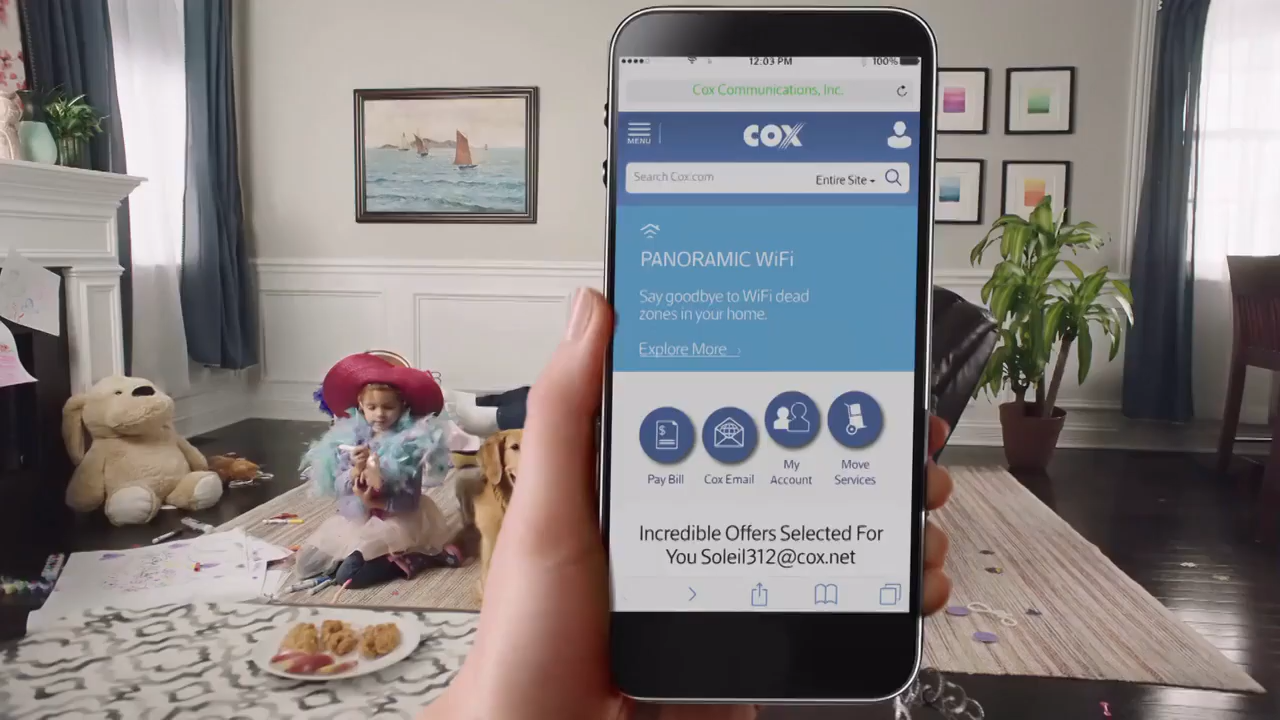 12:03 PM
100%
Cox Communications, Inc.
MENU
COX
Search Cox.com
Entire Site
PANORAMIC WiFi
Say goodbye to WiFi dead
zones in your home.
Explore More
Pay Bill
Cox Email
My
Account
Move
Services
Incredible Offers Selected For
You Soleil312@cox.net